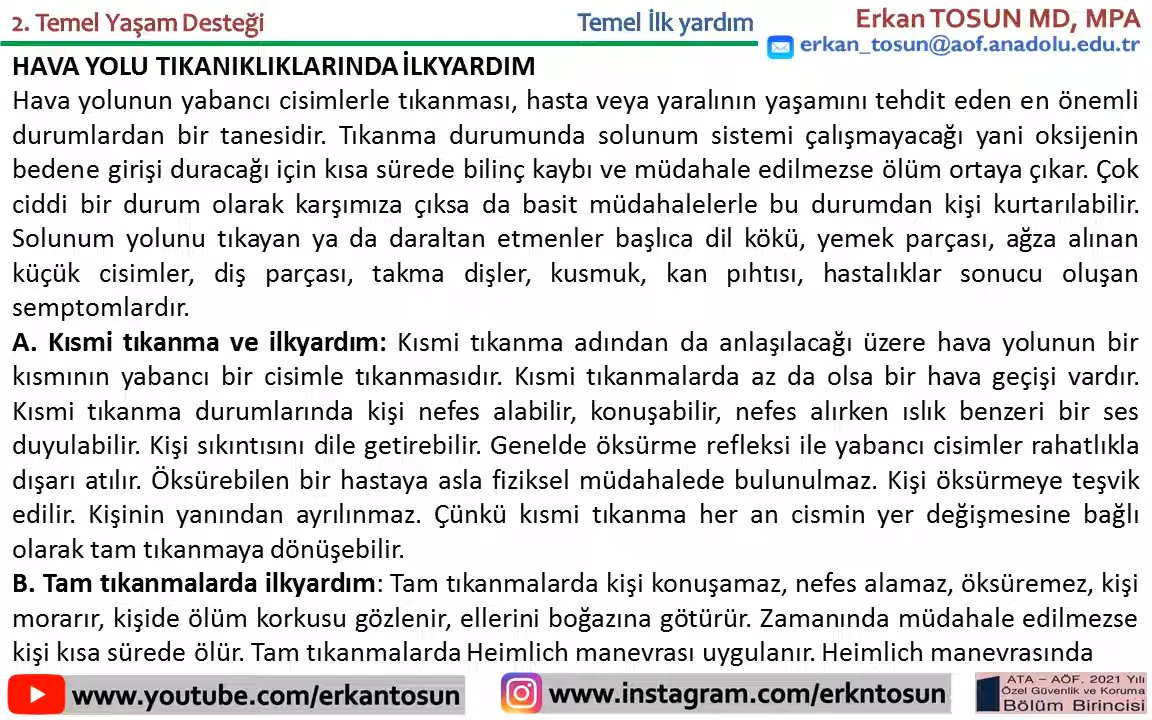 2. Temel Yaşam Desteği
Temel İlk yardım
Erkan TOSUN MD, MPA
erkan_tosun@aof.anadolu.edu.tr
HAVA YOLU TIKANIKLIKLARINDA İLKYARDIM
Hava yolunun yabancı cisimlerle tıkanması, hasta veya yaralının yaşamını tehdit eden en önemli
durumlardan bir tanesidir. Tıkanma durumunda solunum sistemi çalışmayacağı yani oksijenin
bedene girişi duracağı için kısa sürede bilinç kaybı ve müdahale edilmezse ölüm ortaya çıkar. Çok
ciddi bir durum olarak karşımıza çıksa da basit müdahalelerle bu durumdan kişi kurtarılabilir.
Solunum yolunu tıkayan ya da daraltan etmenler başlıca dil kökü, yemek parçası, ağza alınan
küçük cisimler, diş parçası, takma dişler, kusmuk, kan pıhtısı, hastalıklar sonucu oluşan
semptomlardır.
A. Kısmi tıkanma ve ilkyardım: Kısmi tıkanma adından da anlaşılacağı üzere hava yolunun bir
kısmının yabancı bir cisimle tıkanmasıdır. Kısmi tıkanmalarda az da olsa bir hava geçişi vardır.
Kısmi tıkanma durumlarında kişi nefes alabilir, konuşabilir, nefes alırken ıslık benzeri bir ses
duyulabilir. Kişi sıkıntısını dile getirebilir. Genelde öksürme refleksi ile yabancı cisimler rahatlıkla
dışarı atılır. Öksürebilen bir hastaya asla fiziksel müdahalede bulunulmaz. Kişi öksürmeye teşvik
edilir. Kişinin yanından ayrılınmaz. Çünkü kısmi tıkanma her an cismin yer değişmesine bağlı
olarak tam tıkanmaya dönüşebilir.
B. Tam tıkanmalarda ilkyardım: Tam tıkanmalarda kişi konuşamaz, nefes alamaz, öksüremez, kişi
morarır, kişide ölüm korkusu gözlenir, ellerini boğazına götürür. Zamanında müdahale edilmezse
kişi kısa sürede ölür. Tam tıkanmalarda Heimlich manevrası uygulanır. Heimlich manevrasında
www.youtube.com/erkantosun
www.instagram.com/erkntosun
ATA – AÖF. 2021 Yılı
Özel Güvenlik ve Koruma
Bölüm Birincisi